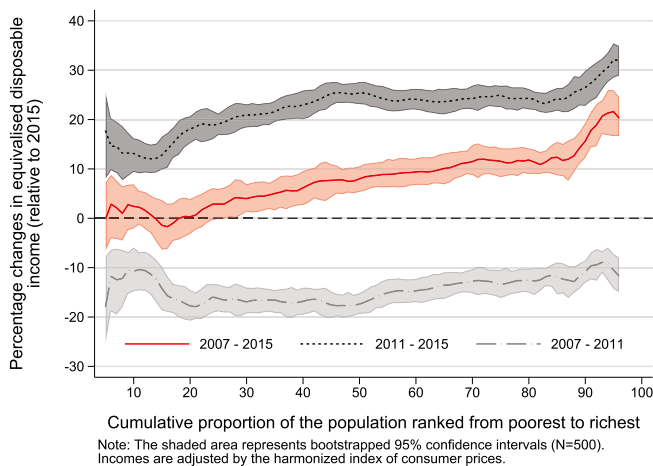 Percentage changes in equivalised disposable
income (relative to 2015)
40
30
20
10
0
-10
-20
-30
2007 - 2015
2011 - 2015
2007 - 2011
10 20 30 40 50 60 70 80 90 100
Cumulative proportion of the population ranked from poorest to richest
Note: The shaded area represents bootstrapped 95% confidence intervals (N=500).
Incomes are adjusted by the harmonized index of consumer prices.